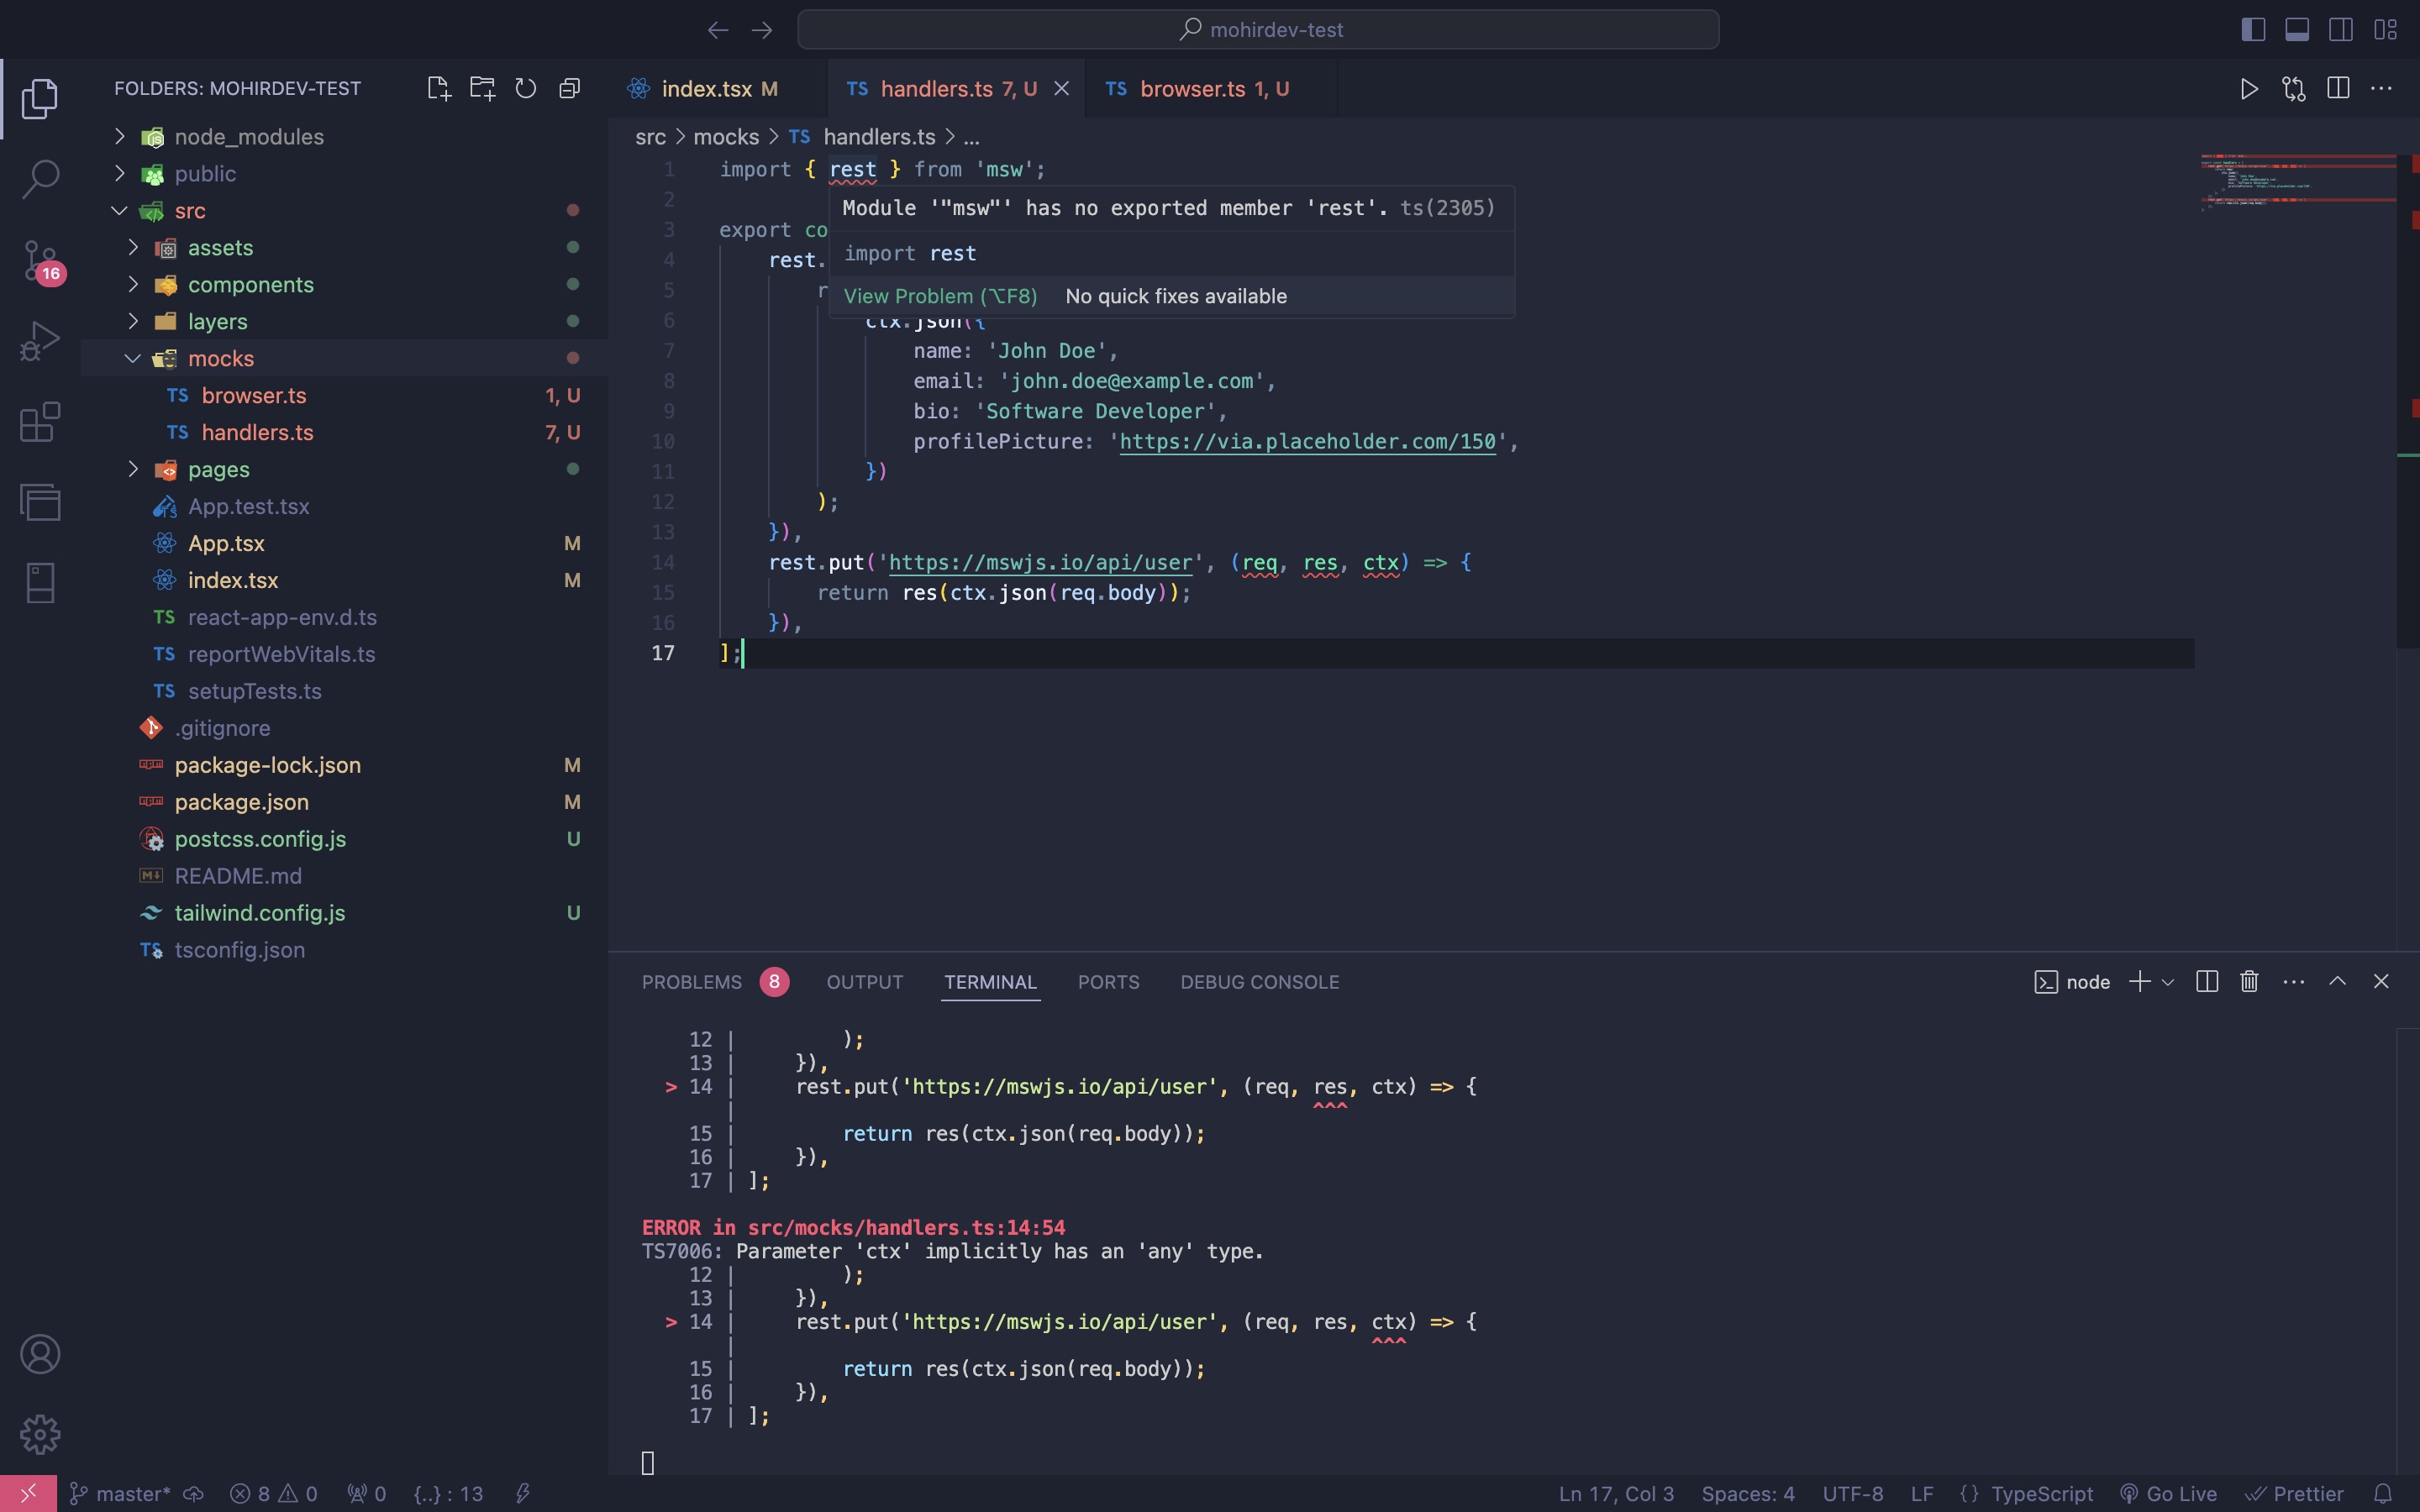 mohirdev-test
FOLDERS: MOHIRDEV-TEST
node_modules
public
src
assets
components
layers
mocks
TS browser.ts 1, U
TS handlers.ts 7, U
pages
App.test.tsx
App.tsx M
index.tsx M
TS react-app-env.d.ts
TS reportWebVitals.ts
TS setupTests.ts
.gitignore
package-lock.json M
package.json M
postcss.config.js U
README.md
tailwind.config.js U
TS tsconfig.json
16
index.tsx M
TS handlers.ts 7, U
TS browser.ts 1, U
src > mocks > TS handlers.ts > ...
1 import { rest } from 'msw';
2
Module '"msw"' has no exported member 'rest'. ts(2305)
3 export co
import rest
4 rest.
5 r
View Problem (⌥F8) No quick fixes available
6 ctx.json({
7 name: 'John Doe',
8 email: 'john.doe@example.com',
9 bio: 'Software Developer',
10 profilePicture: 'https://via.placeholder.com/150',
11 })
12 );
13 }),
14 rest.put('https://mswjs.io/api/user', (req, res, ctx) => {
15 return res(ctx.json(req.body));
16 }),
17 ];
PROBLEMS 8 OUTPUT TERMINAL PORTS DEBUG CONSOLE
node
12 | );
13 | }),
> 14 | rest.put('https://mswjs.io/api/user', (req, res, ctx) => {
| ^^^
15 | return res(ctx.json(req.body));
16 | }),
17 | ];
ERROR in src/mocks/handlers.ts:14:54
TS7006: Parameter 'ctx' implicitly has an 'any' type.
12 | );
13 | }),
> 14 | rest.put('https://mswjs.io/api/user', (req, res, ctx) => {
| ^^^
15 | return res(ctx.json(req.body));
16 | }),
17 | ];
master* 8 0 0 {..} : 13
Ln 17, Col 3 Spaces: 4 UTF-8 LF {} TypeScript Go Live Prettier